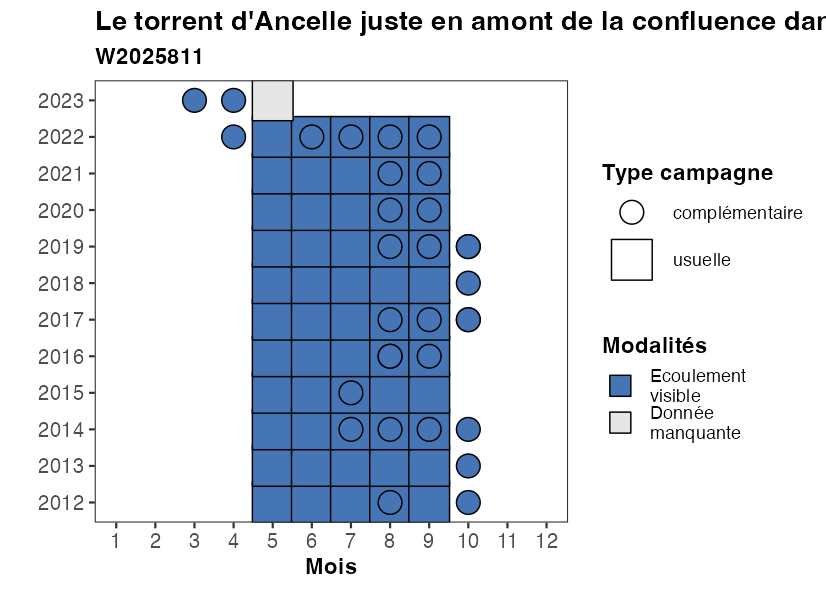 Le torrent d'Ancelle juste en amont de la confluence dan
W2025811
2023
2022
2021
2020
2019
2018
2017
2016
2015
2014
2013
2012
1 2 3 4 5 6 7 8 9 10 11 12
Mois
Type campagne
complémentaire
usuelle
Modalités
Ecoulement
visible
Donnée
manquante